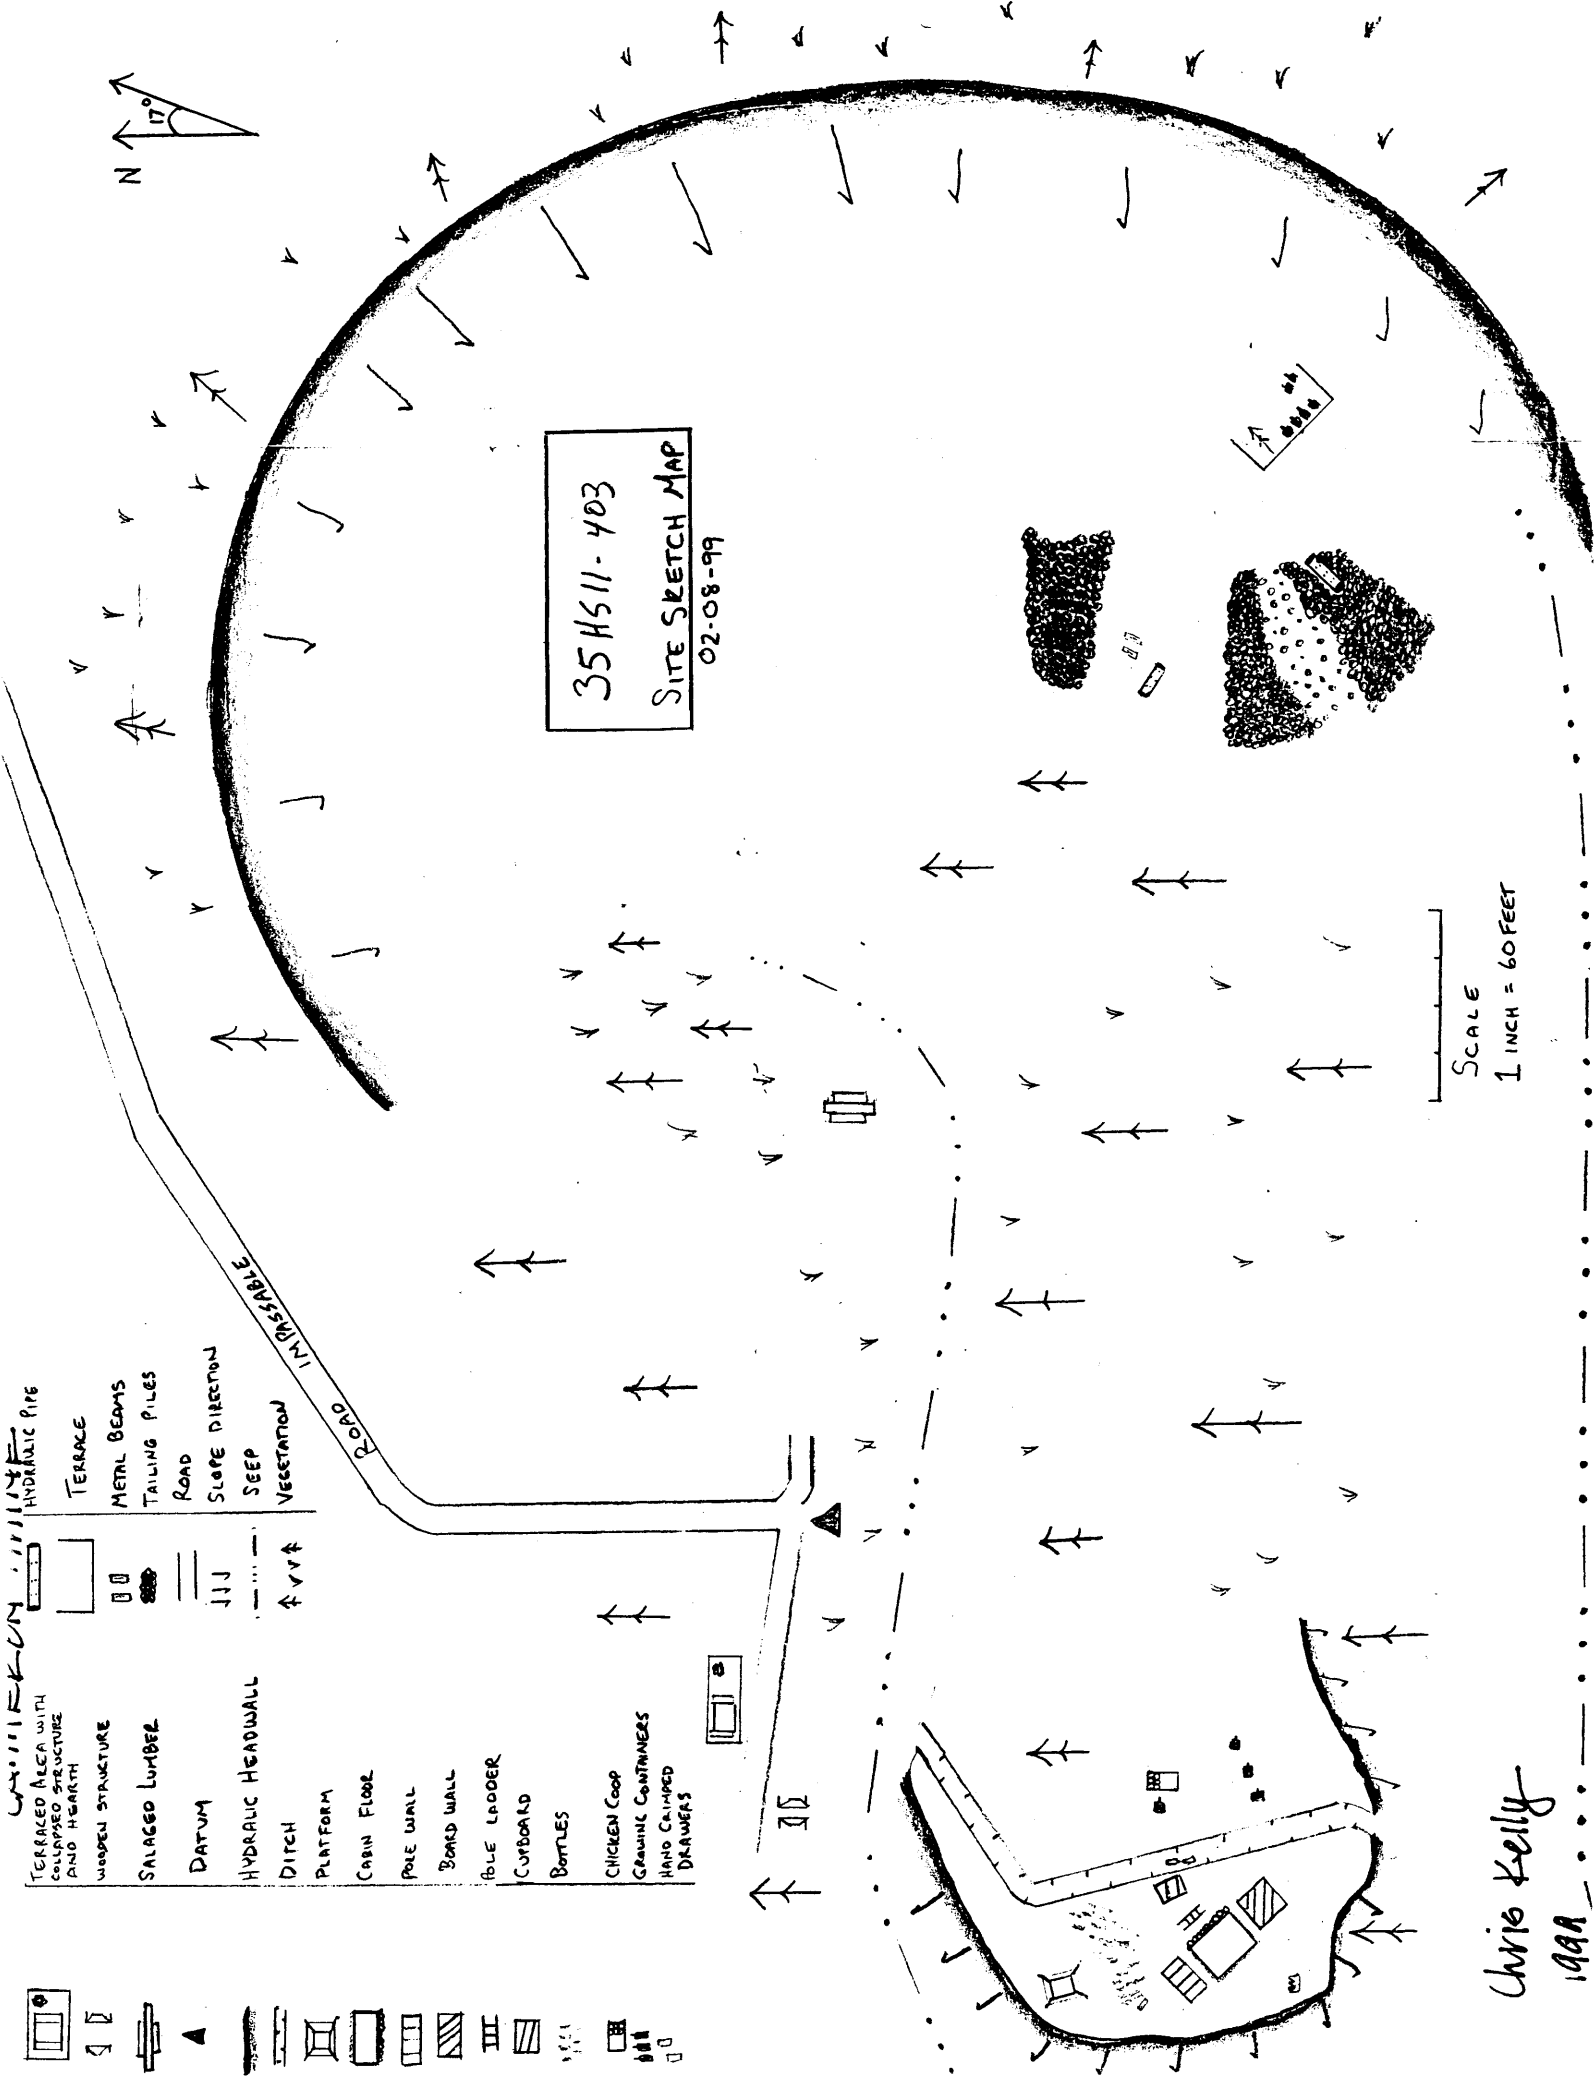 N
17°
35HS11-403
SITE SKETCH MAP
02-08-99
TERRACED AREA WITH
COLLAPSED STRUCTURE
AND HEARTH
WOODEN STRUCTURE
SALAGED LUMBER
DATUM
HYDRALIC HEADWALL
DITCH
PLATFORM
CABIN FLOOR
POLE WALL
BOARD WALL
POLE LADDER
CUPBOARD
BOTTLES
CHICKEN COOP
GROWING CONTAINERS
HAND CRIMPED
DRAWERS
HYDRAULIC PIPE
TERRACE
METAL BEAMS
TAILING PILES
ROAD
SLOPE DIRECTION
SEEP
VEGETATION
ROAD IMPASSABLE
SCALE
1 INCH = 60 FEET
Chris Kelly
1999